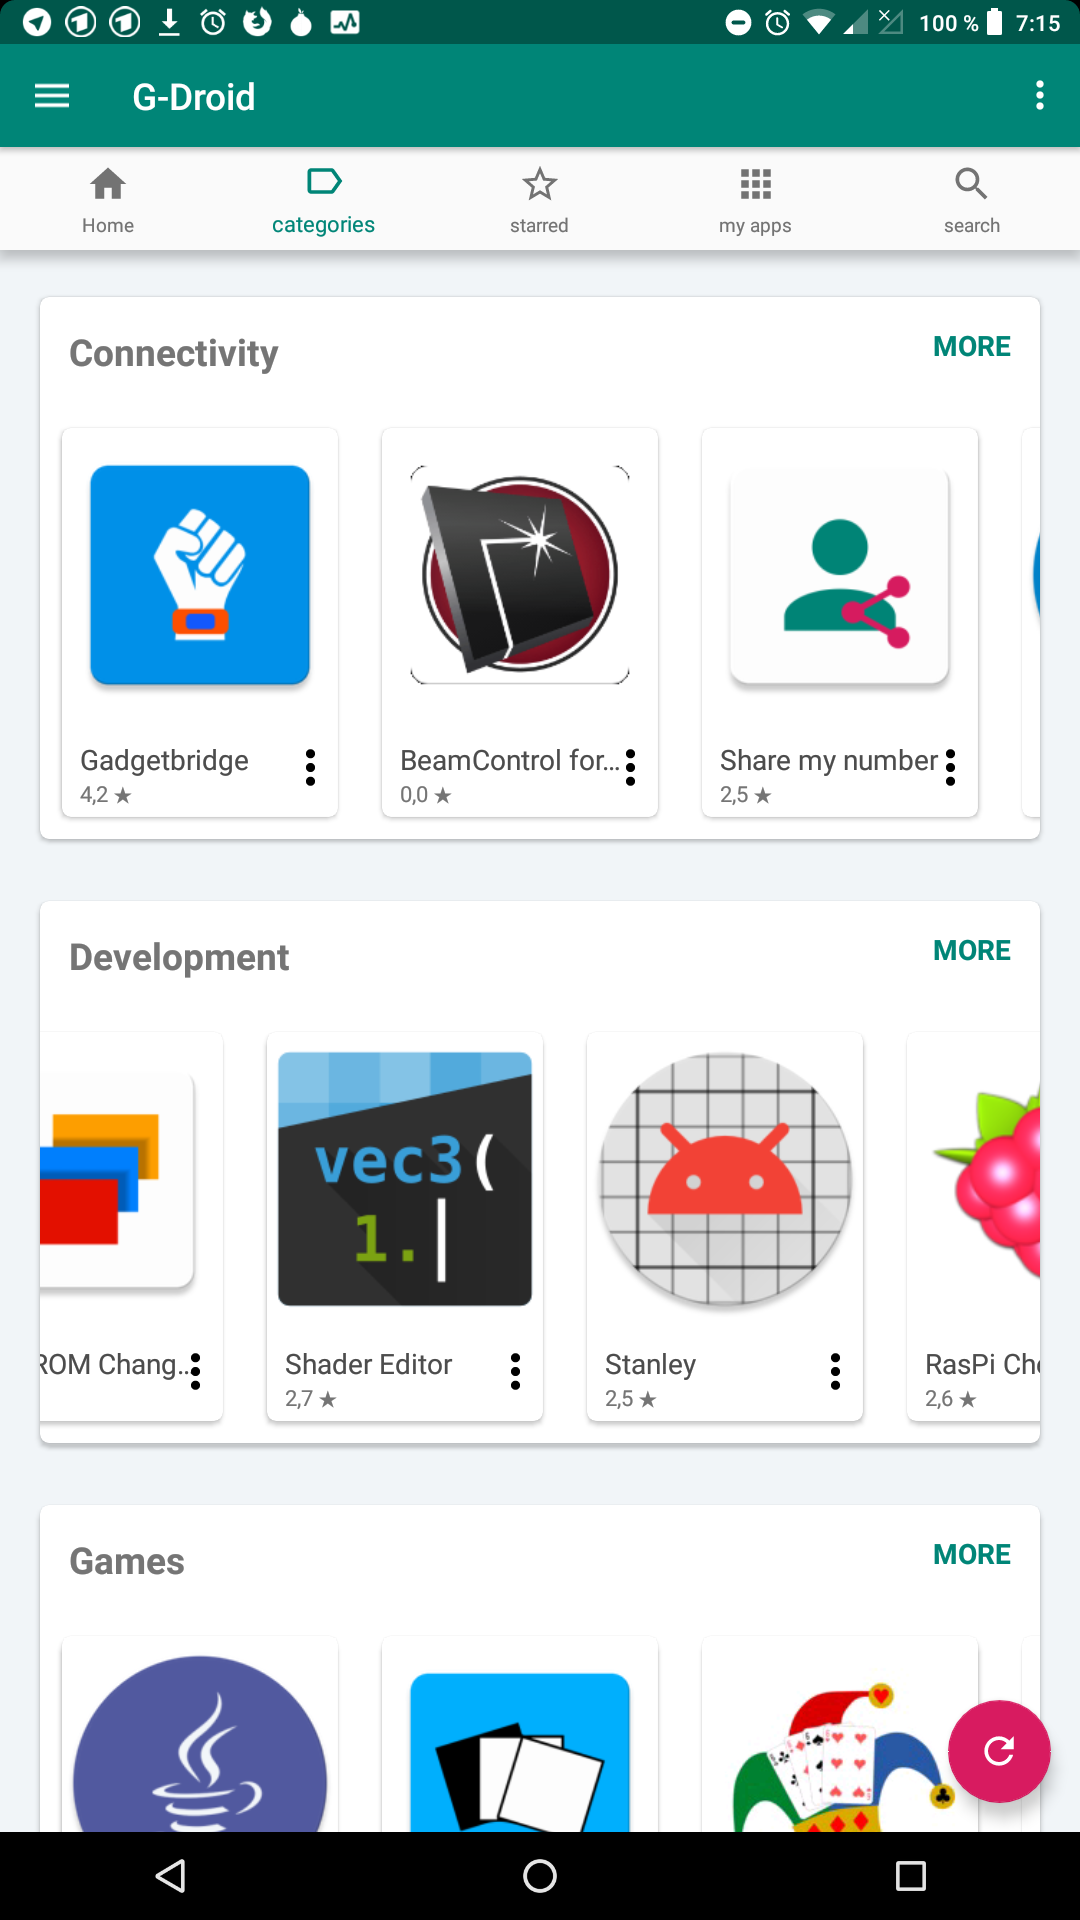 100 % 7:15
G-Droid
Home categories starred my apps search
Connectivity MORE
Gadgetbridge BeamControl for... Share my number
4,2 ★ 0,0 ★ 2,5 ★
Development MORE
vec3(
1.|
ROM Chang... Shader Editor Stanley RasPi Che
2,7 ★ 2,5 ★ 2,6 ★
Games MORE